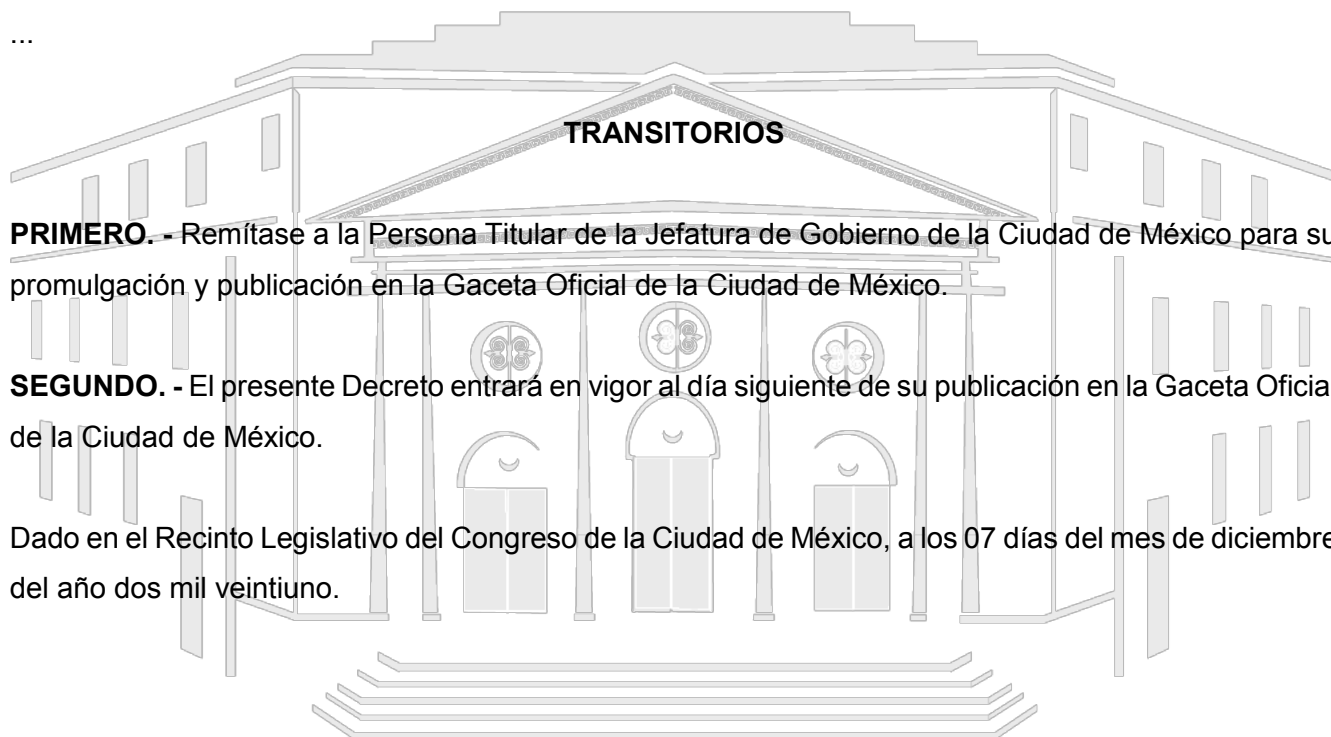 ...
TRANSITORIOS
PRIMERO. - Remítase a la Persona Titular de la Jefatura de Gobierno de la Ciudad de México para su
promulgación y publicación en la Gaceta Oficial de la Ciudad de México.
SEGUNDO. - El presente Decreto entrará en vigor al día siguiente de su publicación en la Gaceta Oficia
de la Ciudad de México.
Dado en el Recinto Legislativo del Congreso de la Ciudad de México, a los 07 días del mes de diciembre
del año dos mil veintiuno.